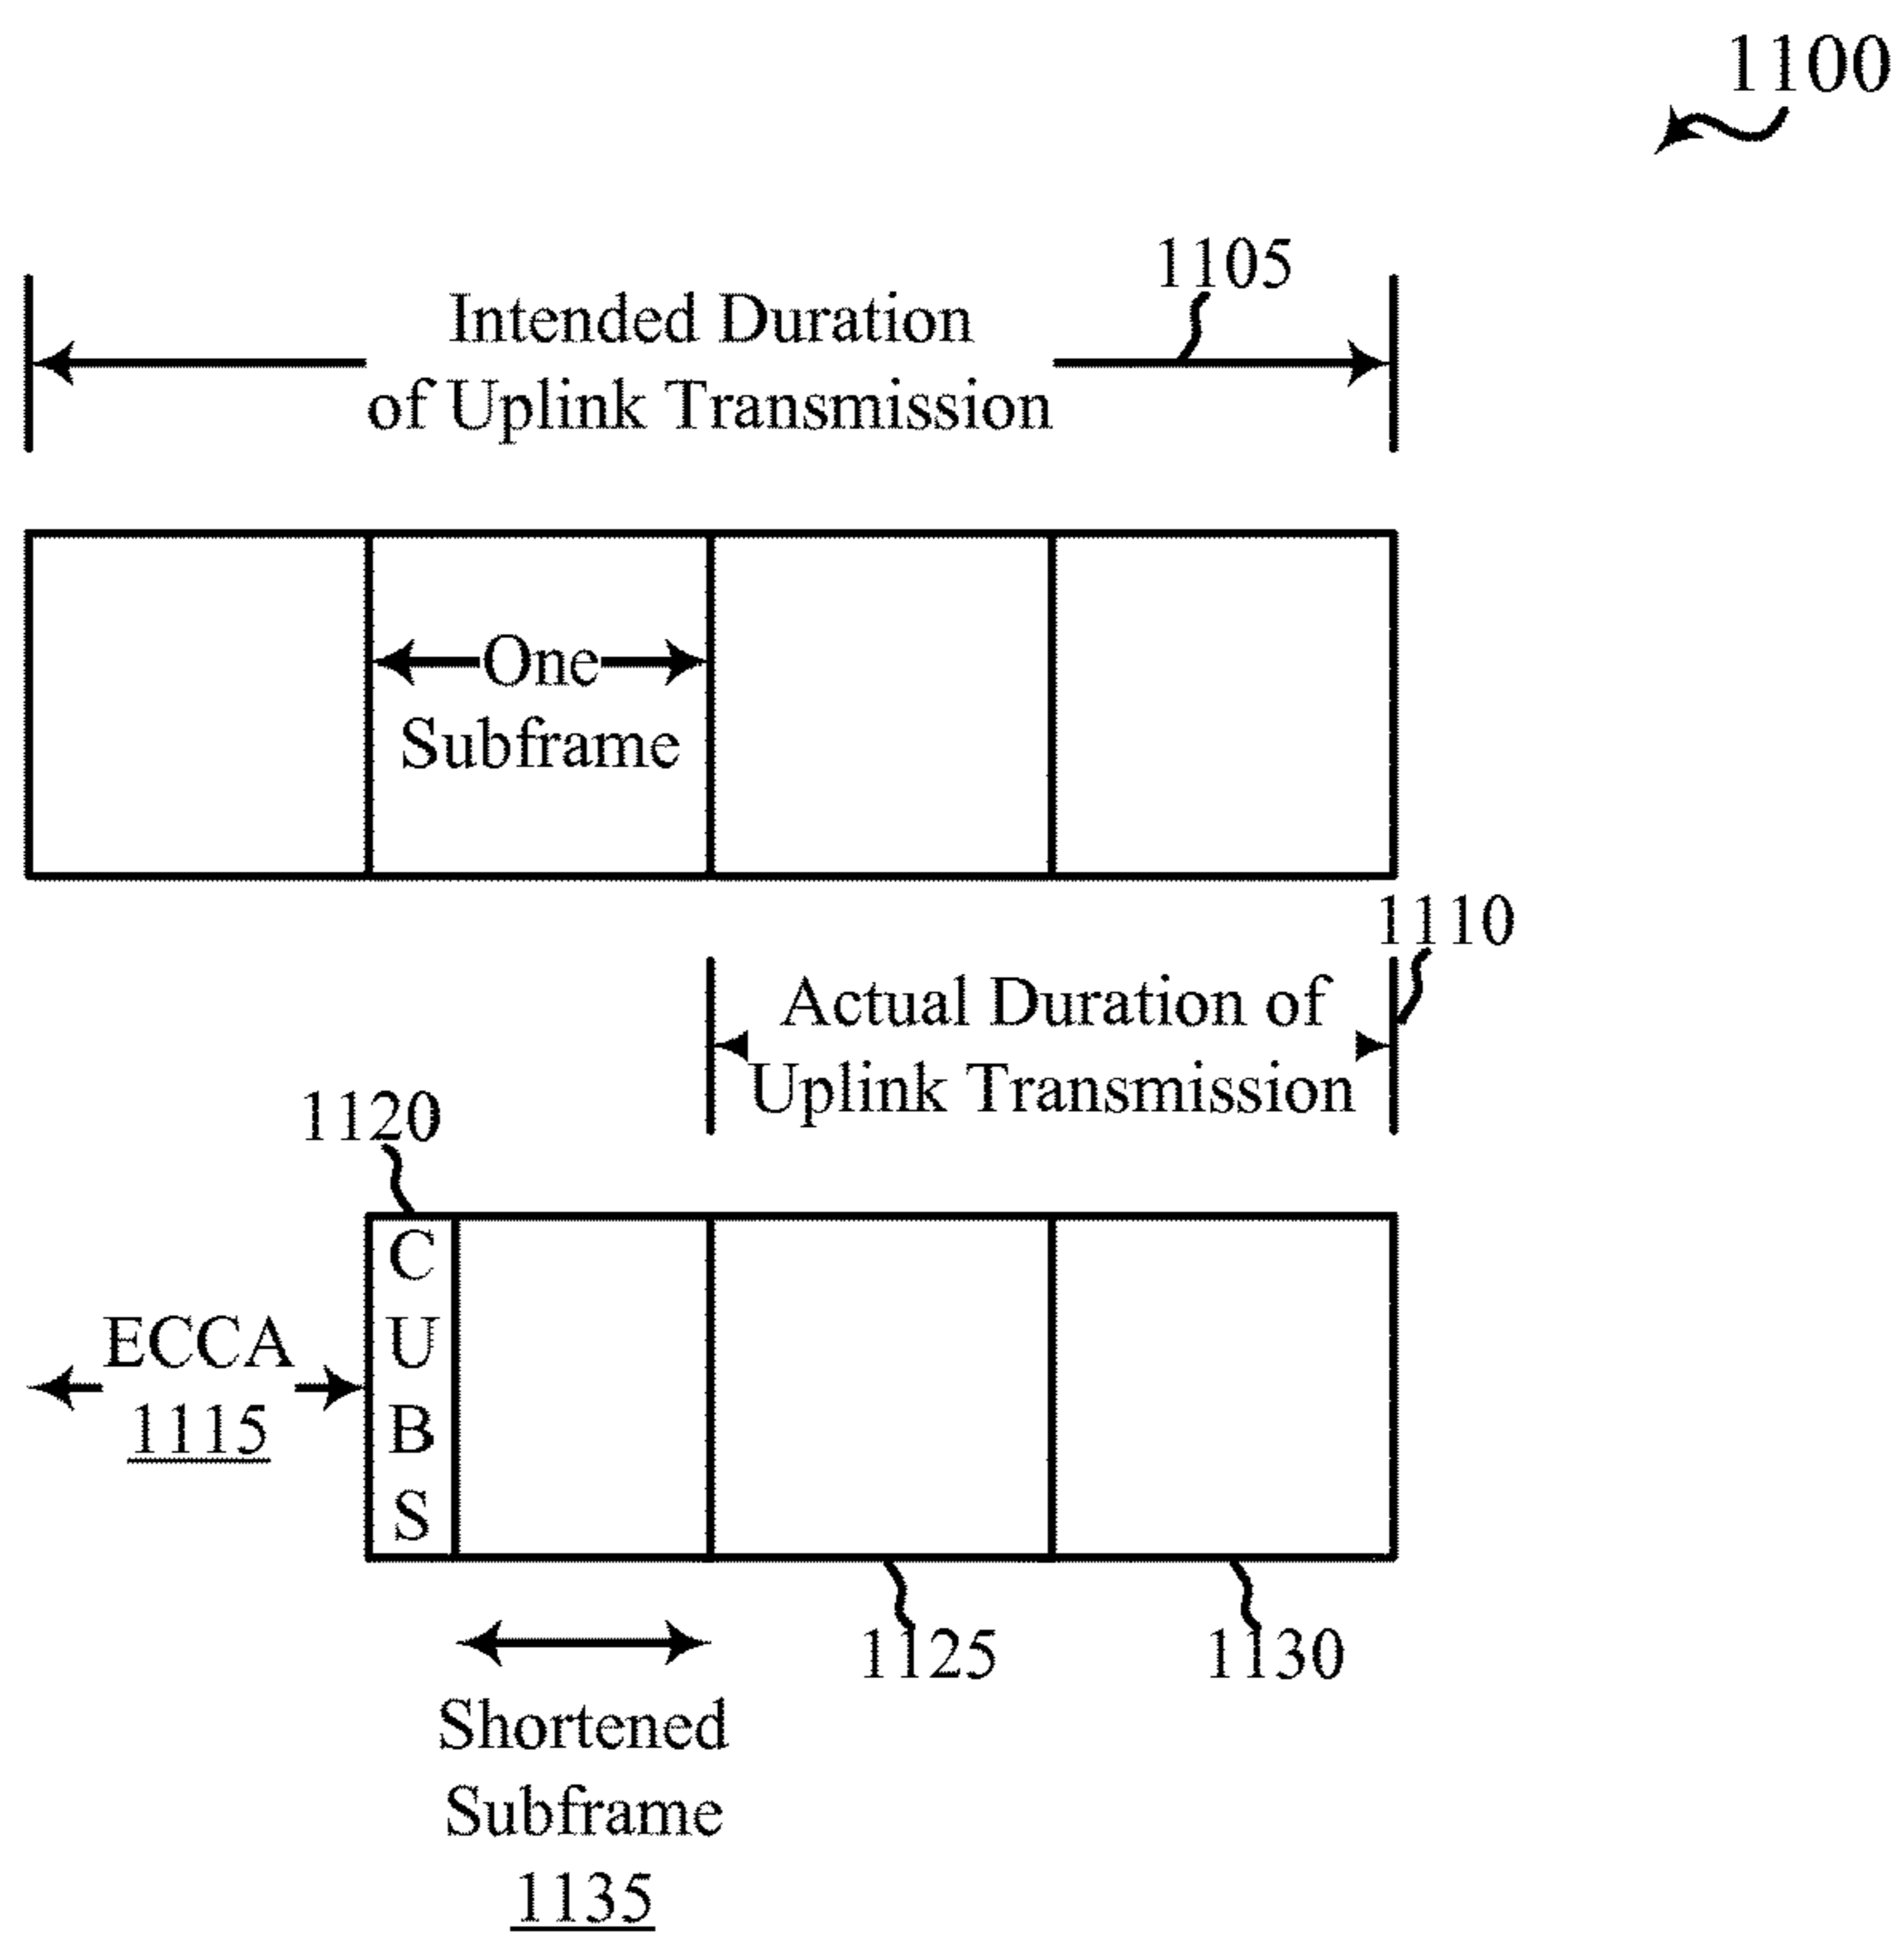 1100
1105
Intended Duration
of Uplink Transmission
One
Subframe
1110
Actual Duration of
Uplink Transmission
1120
C
U
B
S
ECCA
1115
1125
1130
Shortened
Subframe
1135